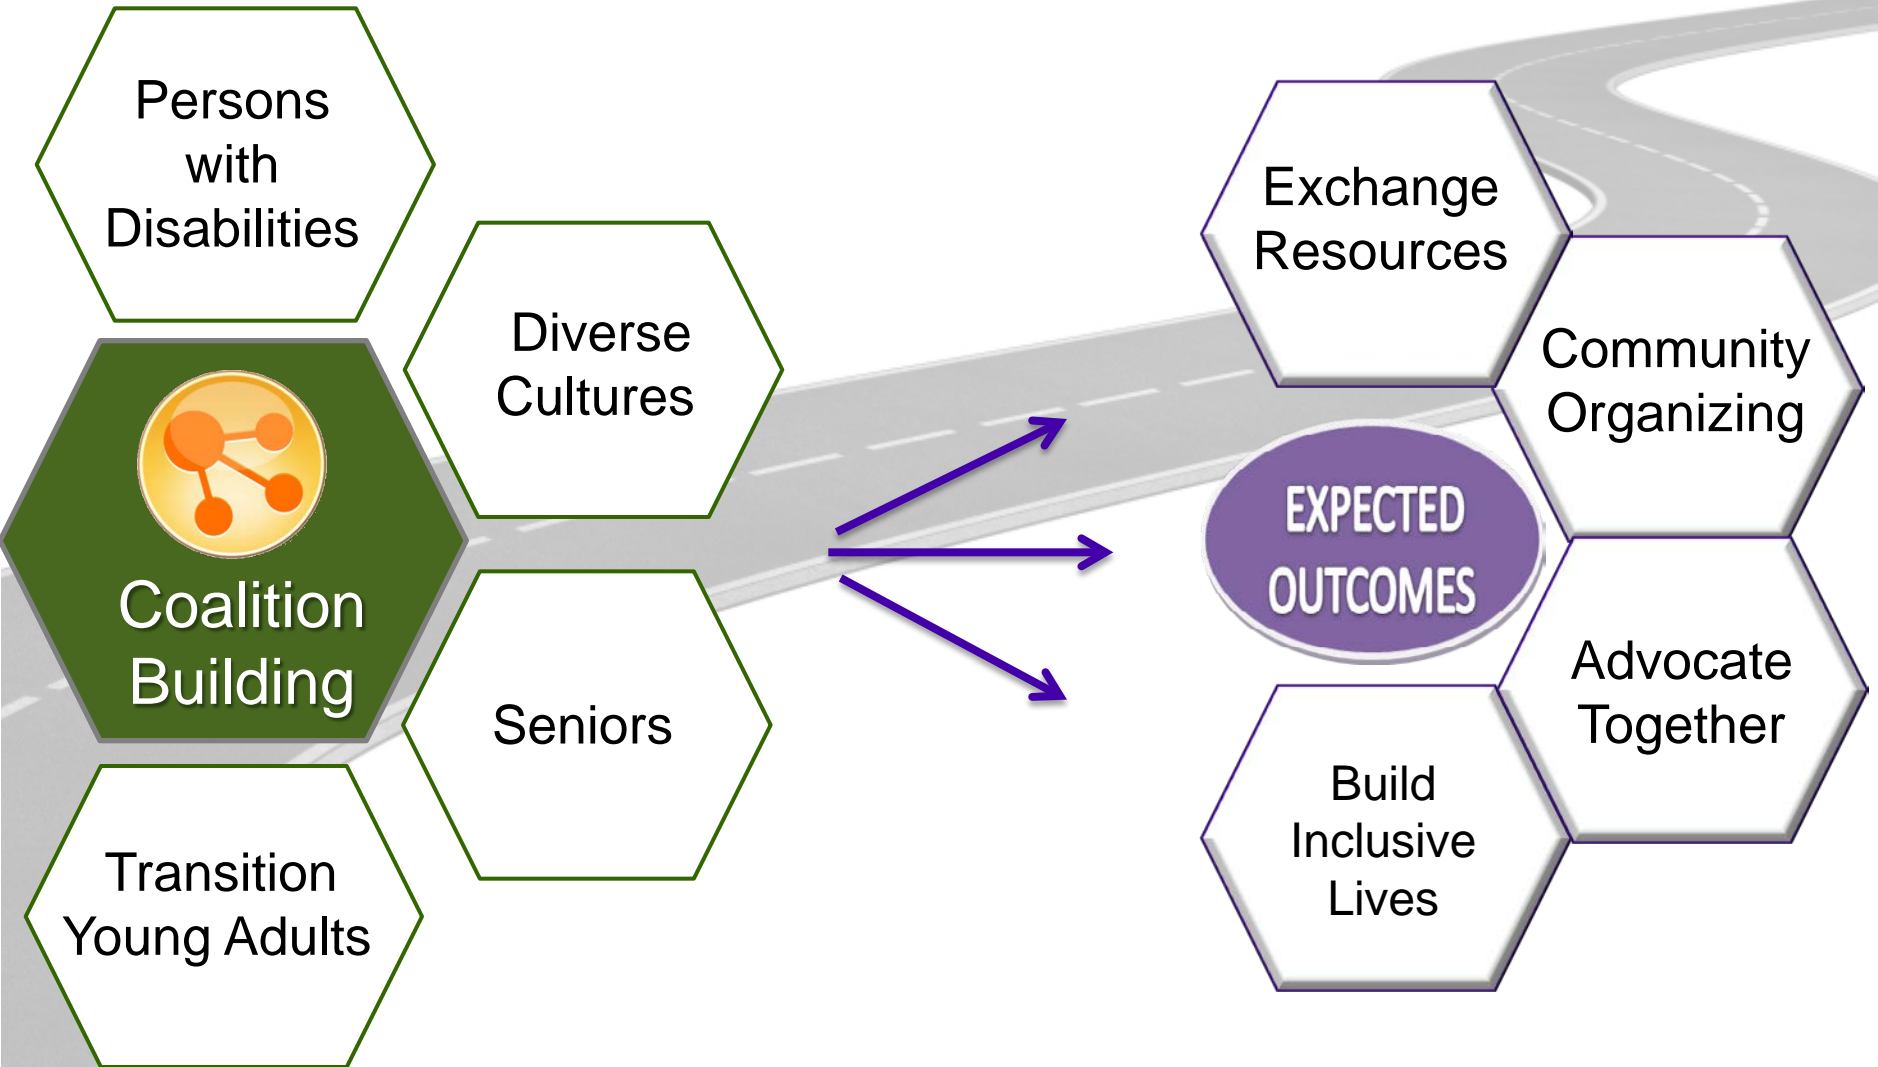 Persons
with
Disabilities
Diverse
Cultures
Coalition
Building
Seniors
Transition
Young Adults
Exchange
Resources
Community
Organizing
EXPECTED
OUTCOMES
Advocate
Together
Build
Inclusive
Lives